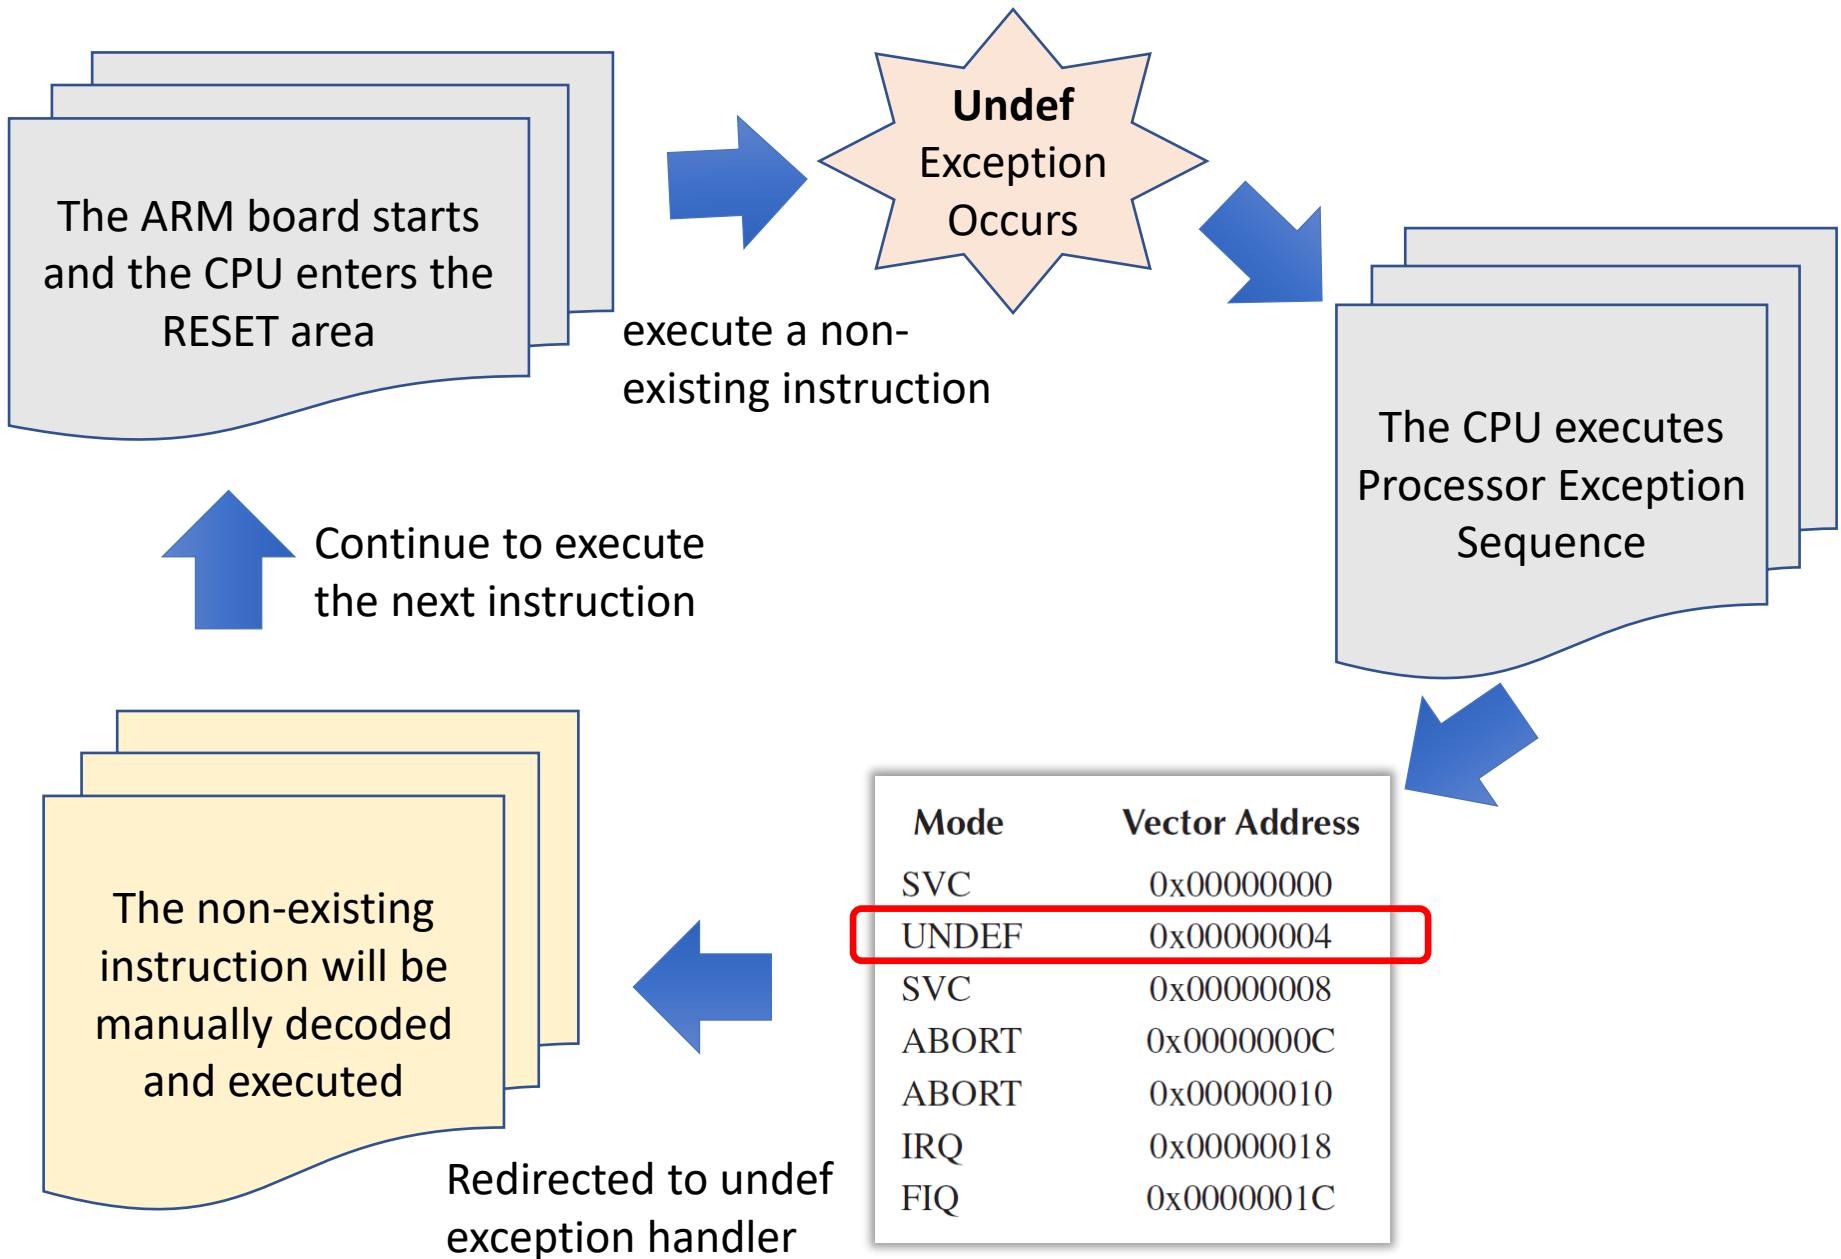 The ARM board starts
and the CPU enters the
RESET area
execute a non-
existing instruction
Undef
Exception
Occurs
The CPU executes
Processor Exception
Sequence
Mode Vector Address
SVC 0x00000000
UNDEF 0x00000004
SVC 0x00000008
ABORT 0x0000000C
ABORT 0x00000010
IRQ 0x00000018
FIQ 0x0000001C
Redirected to undef
exception handler
The non-existing
instruction will be
manually decoded
and executed
Continue to execute
the next instruction